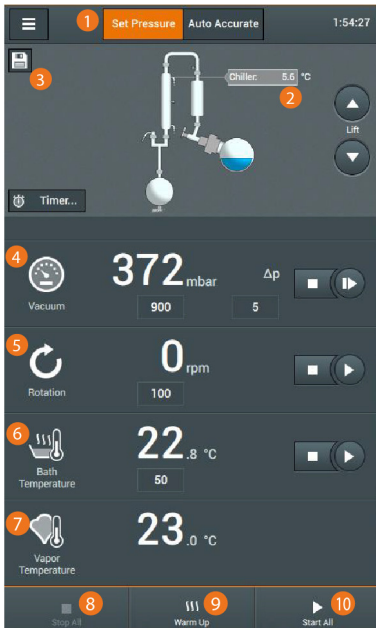 1 Set Pressure Auto Accurate 1:54:27
3
Chiller: 5.6 °C
2
Lift
Timer...
4 372 mbar Δp
Vacuum 900 5
5 0 rpm
Rotation 100
6 22.8 °C
Bath
Temperature
50
7 23.0 °C
Vapor
Temperature
8 9 10
Stop All Warm Up Start All